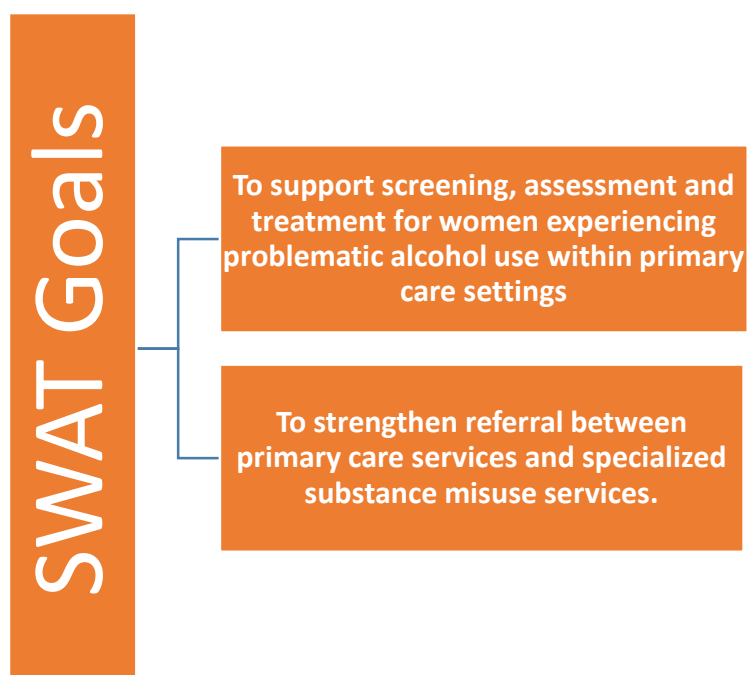 SWAT Goals
To support screening, assessment and
treatment for women experiencing
problematic alcohol use within primary
care settings
To strengthen referral between
primary care services and specialized
substance misuse services.